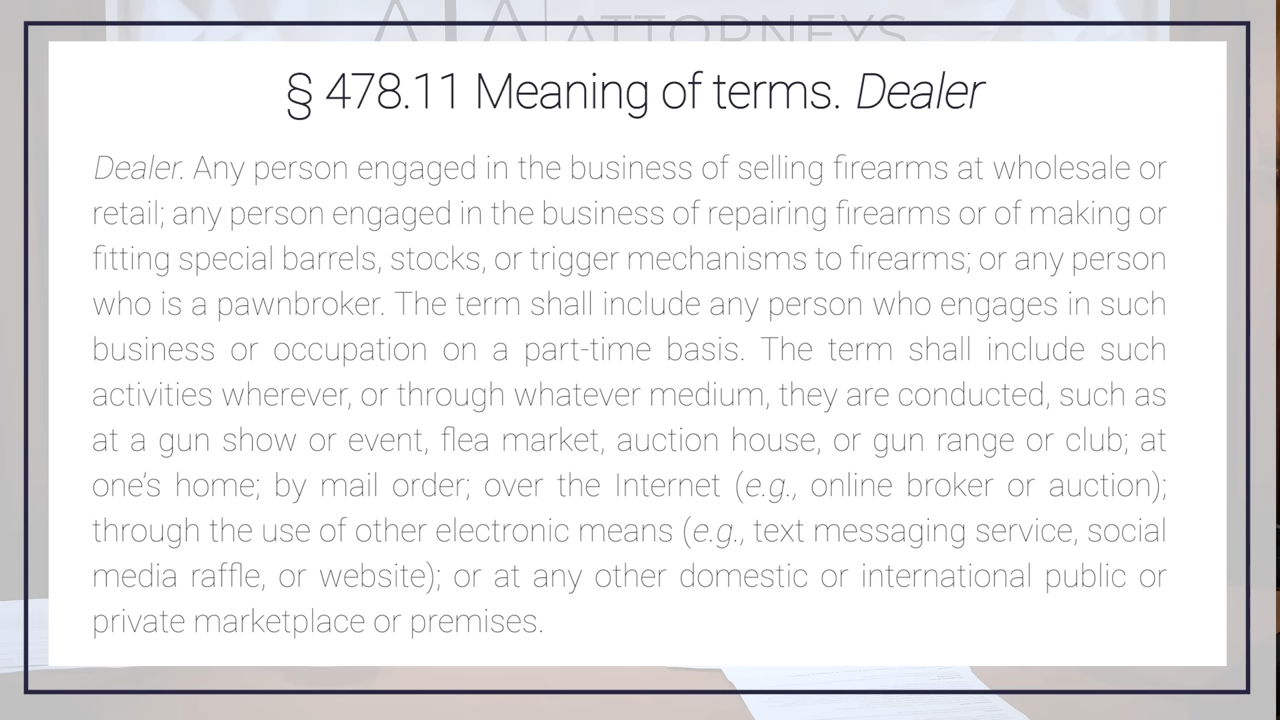 ATTORNEYS
§ 478.11 Meaning of terms. Dealer
Dealer. Any person engaged in the business of selling firearms at wholesale or
retail; any person engaged in the business of repairing firearms or of making or
fitting special barrels, stocks, or trigger mechanisms to firearms; or any person
who is a pawnbroker. The term shall include any person who engages in such
business or occupation on a part-time basis. The term shall include such
activities wherever, or through whatever medium, they are conducted, such as
at a gun show or event, flea market, auction house, or gun range or club; at
one's home; by mail order; over the Internet (e.g., online broker or auction);
through the use of other electronic means (e.g., text messaging service, social
media raffle, or website); or at any other domestic or international public or
private marketplace or premises.